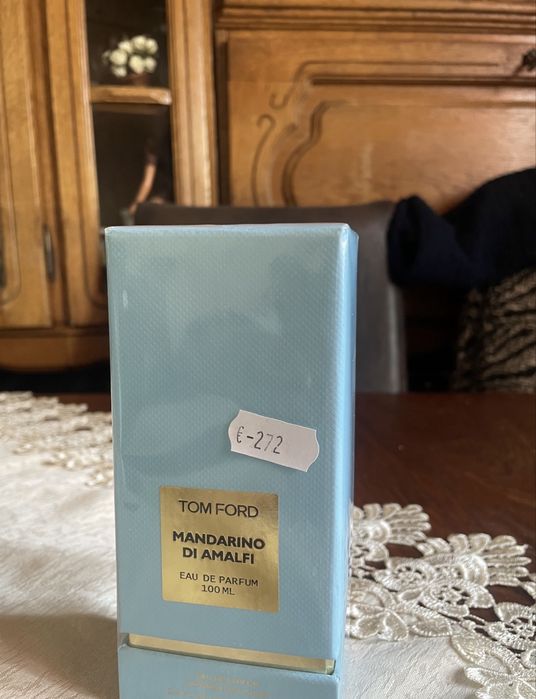 €-272
TOM FORD
MANDARINO
DI AMALFI
EAU DE PARFUM
100 ML